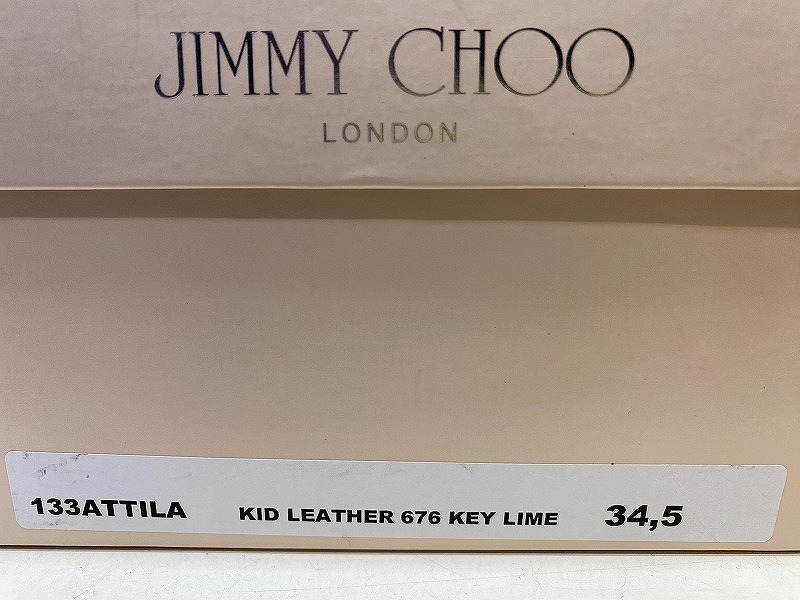 JIMMY CHOO
LONDON
133ATTILA KID LEATHER 676 KEY LIME 34,5